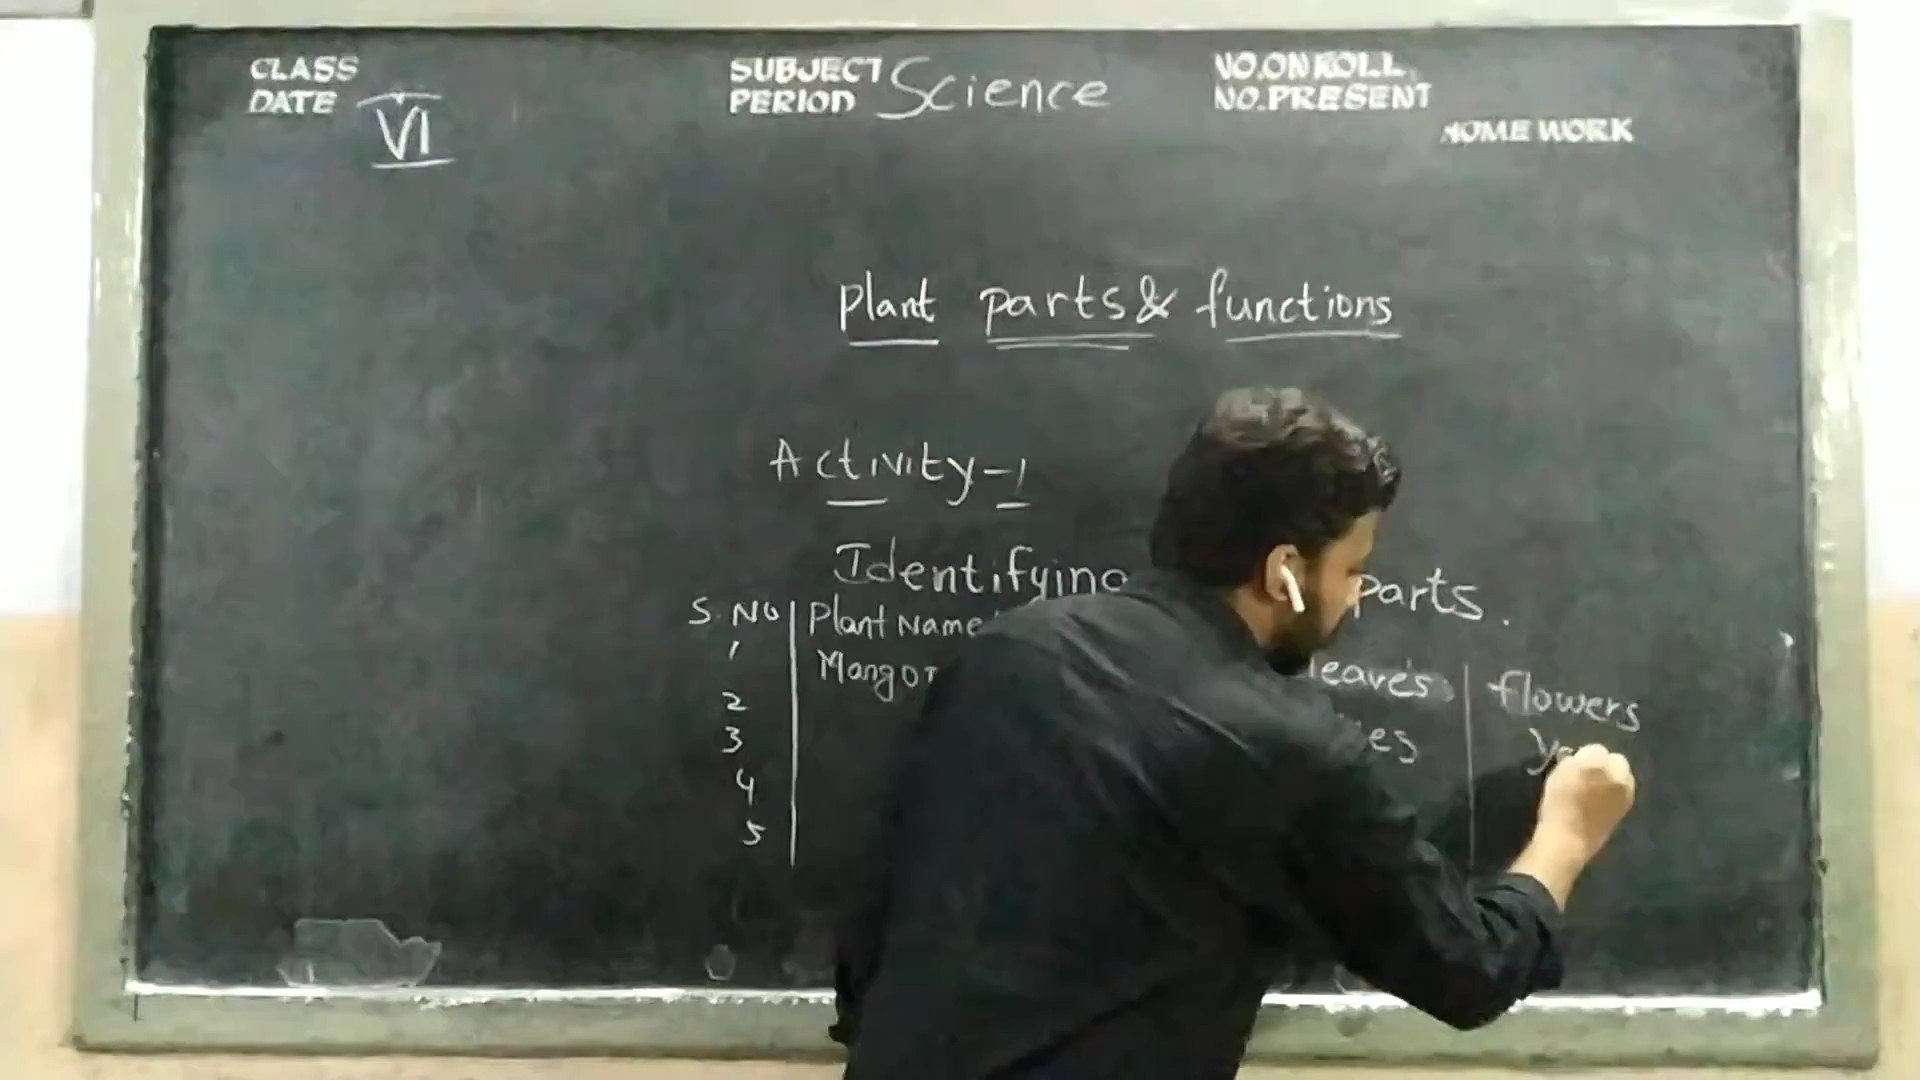 CLASS
DATE
VI
SUBJECT Science
PERIOD
NO.ON ROLL
NO.PRESENT
HOME WORK
Plant parts & functions
Activity-1
Identifying parts.
S.NO Plant Name leaves flowers
1 Mango
2
3
4
5